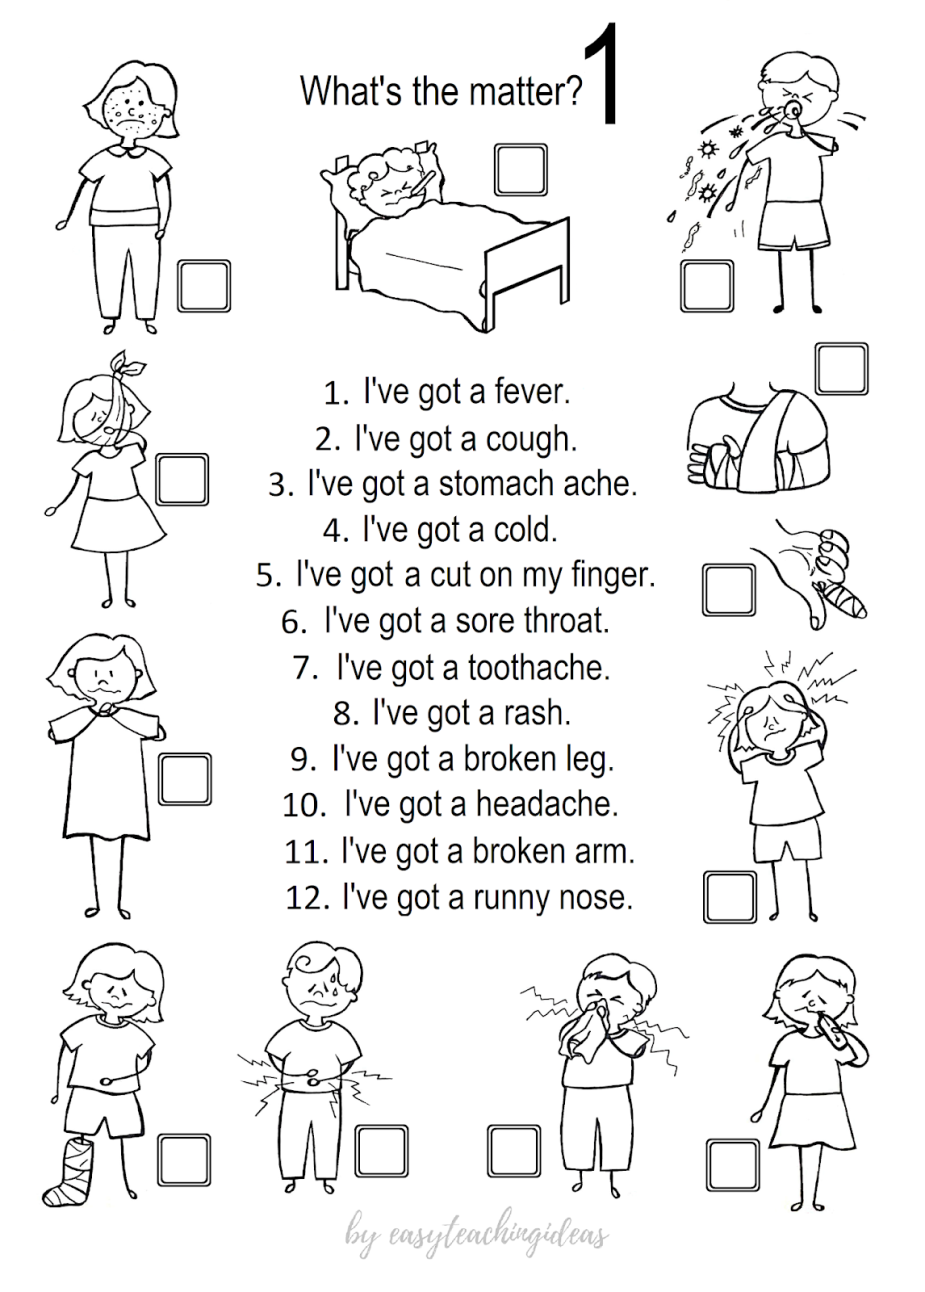 What's the matter? 1
1. I've got a fever.
2. I've got a cough.
3. I've got a stomach ache.
4. I've got a cold.
5. I've got a cut on my finger.
6. I've got a sore throat.
7. I've got a toothache.
8. I've got a rash.
9. I've got a broken leg.
10. I've got a headache.
11. I've got a broken arm.
12. I've got a runny nose.
by easyteachingideas